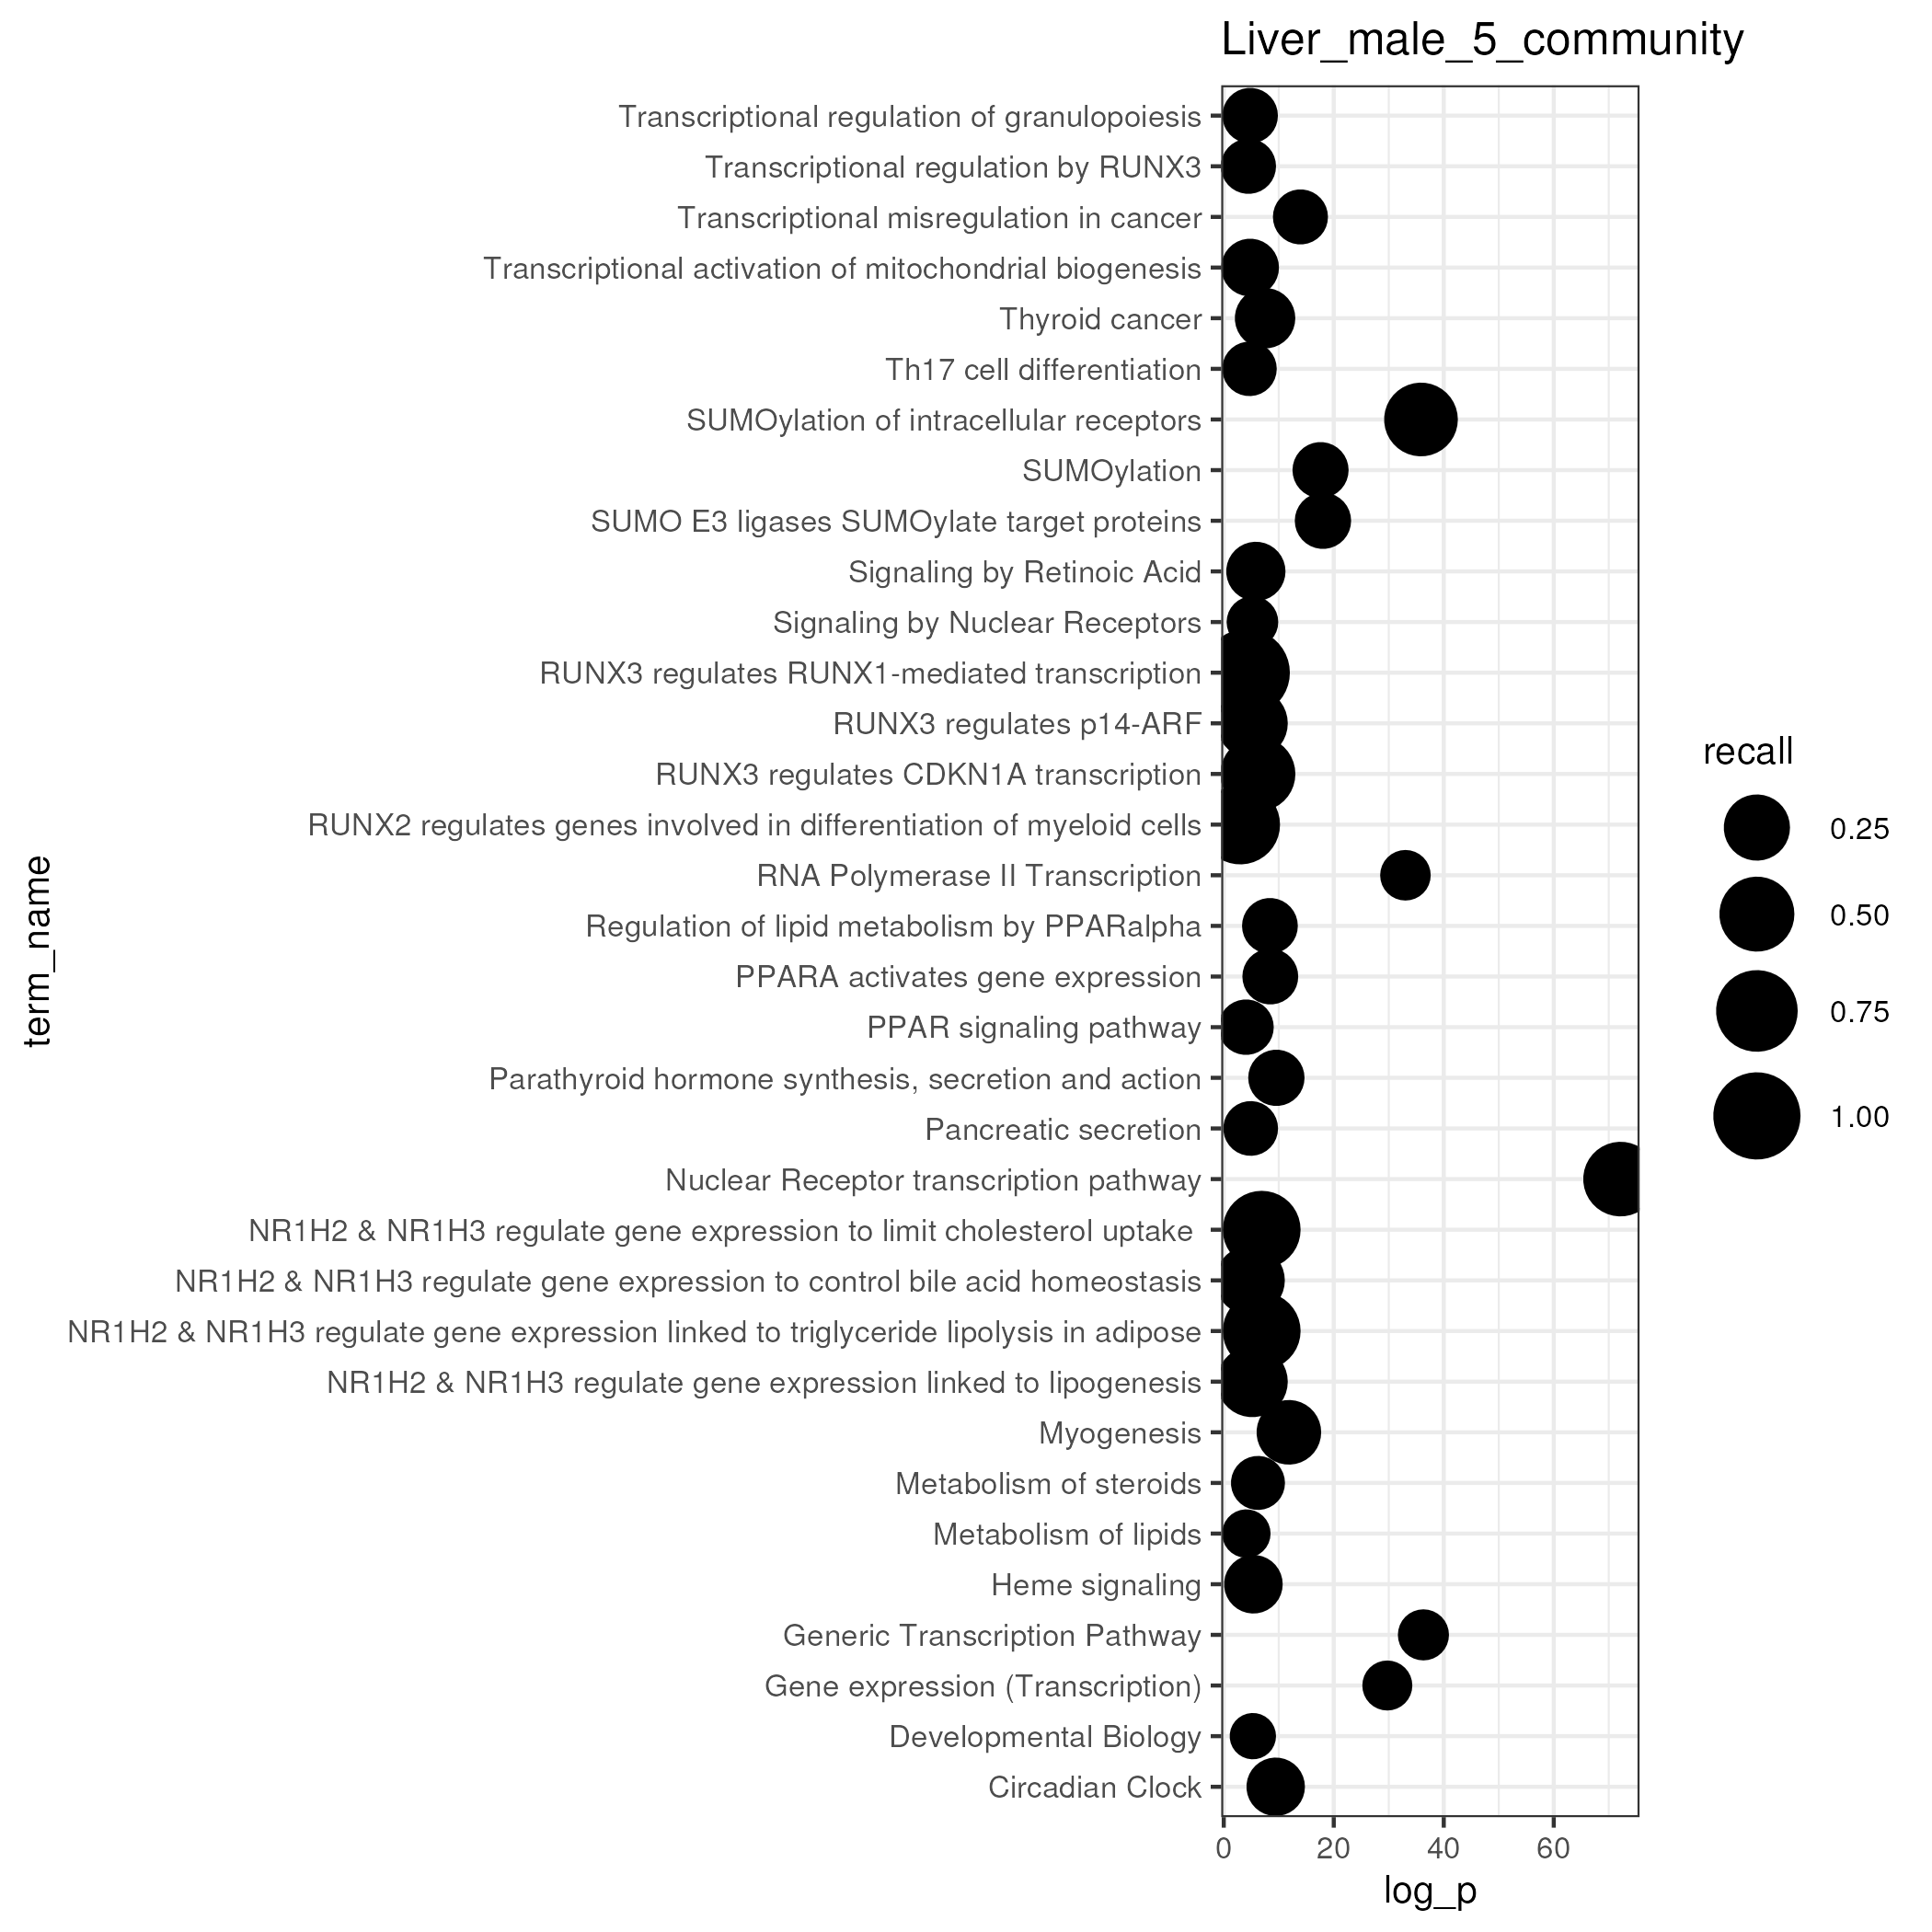 Liver_male_5_community
Transcriptional regulation of granulopoiesis
Transcriptional regulation by RUNX3
Transcriptional misregulation in cancer
Transcriptional activation of mitochondrial biogenesis
Thyroid cancer
Th17 cell differentiation
SUMOylation of intracellular receptors
SUMOylation
SUMO E3 ligases SUMOylate target proteins
Signaling by Retinoic Acid
Signaling by Nuclear Receptors
RUNX3 regulates RUNX1-mediated transcription
RUNX3 regulates p14-ARF
RUNX3 regulates CDKN1A transcription
RUNX2 regulates genes involved in differentiation of myeloid cells
RNA Polymerase II Transcription
Regulation of lipid metabolism by PPARalpha
PPARA activates gene expression
PPAR signaling pathway
Parathyroid hormone synthesis, secretion and action
Pancreatic secretion
Nuclear Receptor transcription pathway
NR1H2 & NR1H3 regulate gene expression to limit cholesterol uptake
NR1H2 & NR1H3 regulate gene expression to control bile acid homeostasis
NR1H2 & NR1H3 regulate gene expression linked to triglyceride lipolysis in adipose
NR1H2 & NR1H3 regulate gene expression linked to lipogenesis
Myogenesis
Metabolism of steroids
Metabolism of lipids
Heme signaling
Generic Transcription Pathway
Gene expression (Transcription)
Developmental Biology
Circadian Clock
term_name
0 20 40 60
log_p
recall
0.25
0.50
0.75
1.00